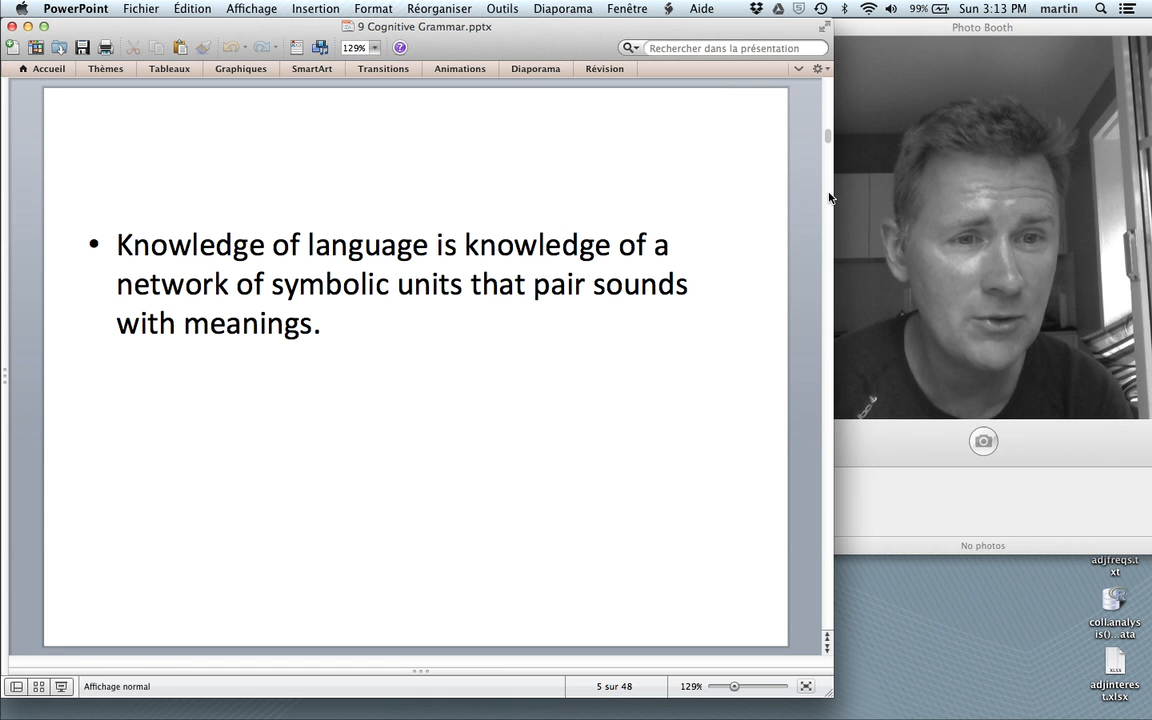 PowerPoint Fichier Édition Affichage Insertion Format Réorganiser Outils Diaporama Fenêtre Aide 99% Sun 3:13 PM martin
9 Cognitive Grammar.pptx
Photo Booth
129% Rechercher dans la présentation
Accueil Thèmes Tableaux Graphiques SmartArt Transitions Animations Diaporama Révision
• Knowledge of language is knowledge of a
network of symbolic units that pair sounds
with meanings.
No photos
adjfreqs.t
xt
coll.analy
sis()...ata
adjinteres
t.xlsx
Affichage normal 5 sur 48 129%